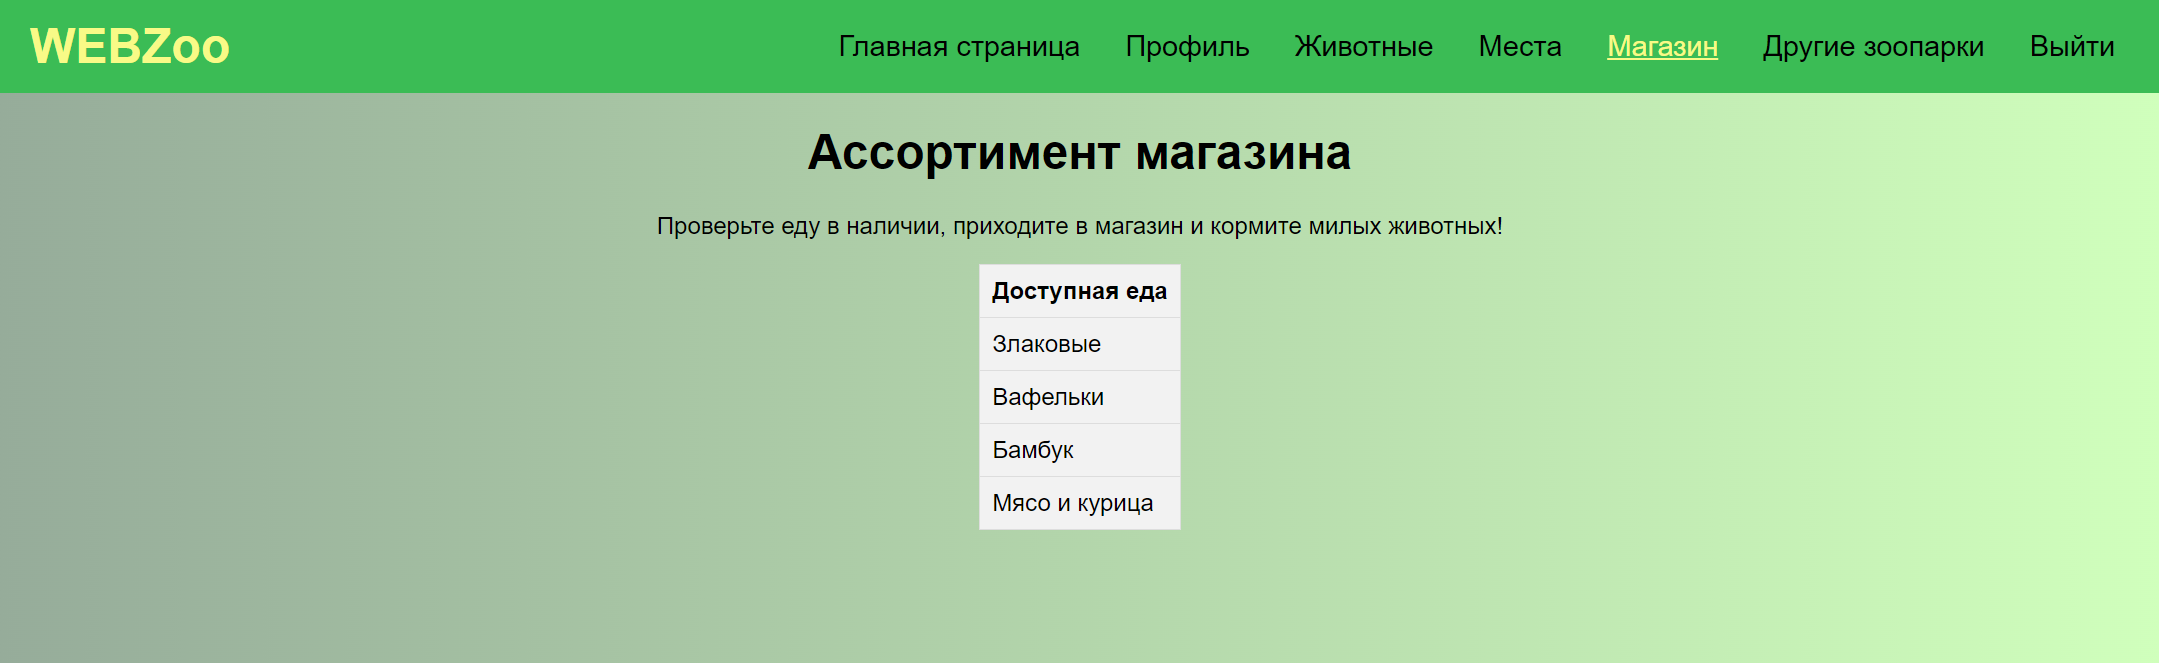 WEBZoo
Главная страница Профиль Животные Места Магазин Другие зоопарки Выйти
Ассортимент магазина
Проверьте еду в наличии, приходите в магазин и кормите милых животных!
Доступная еда
Злаковые
Вафельки
Бамбук
Мясо и курица